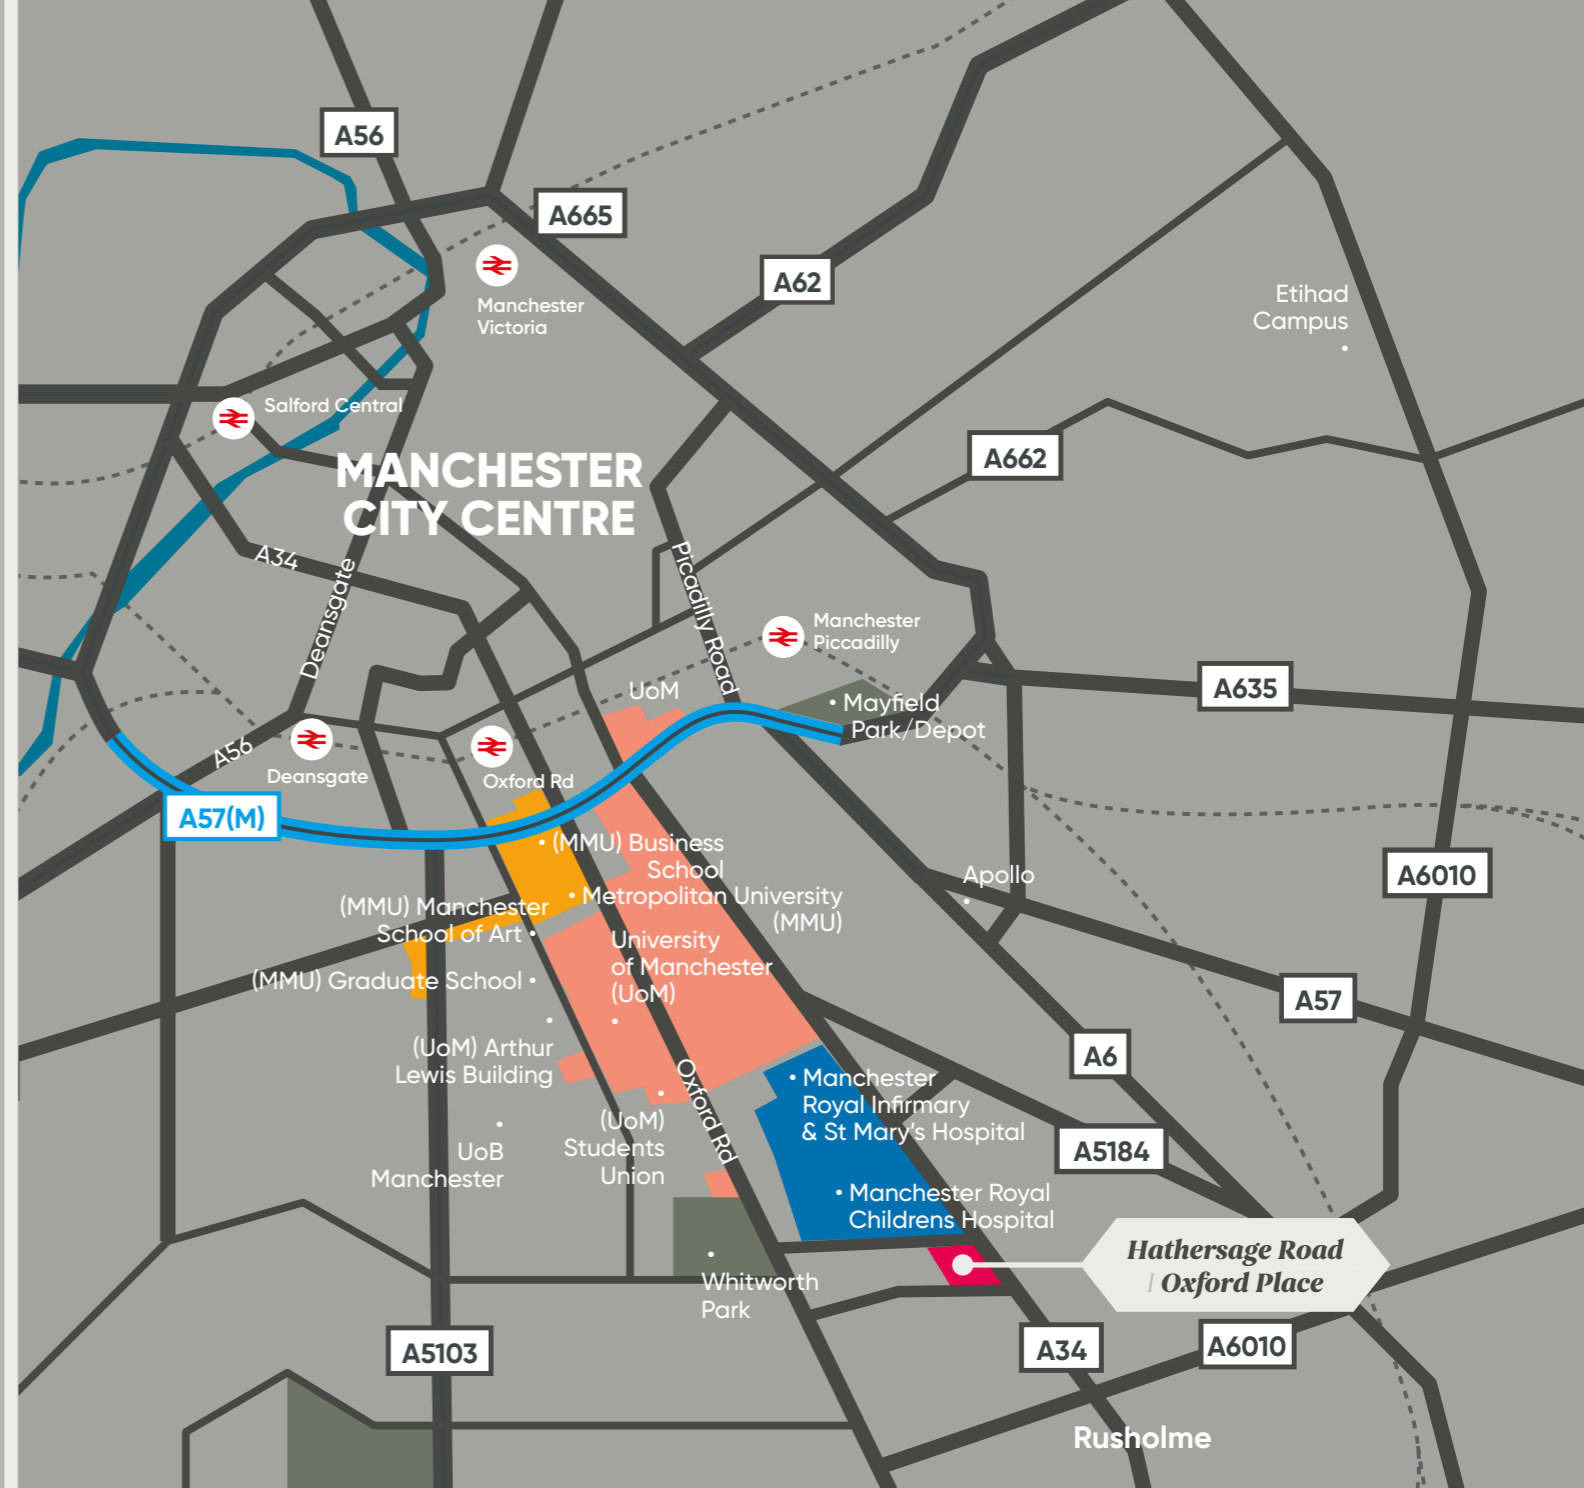 A56
A665
A62
Manchester
Victoria
Etihad
Campus
Salford Central
MANCHESTER
CITY CENTRE
A662
A34
Deansgate
Picadilly Road
Manchester
Piccadilly
UoM
A635
Mayfield
Park/Depot
A56
Deansgate
Oxford Rd
A57(M)
(MMU) Business
School
Metropolitan University
(MMU)
Apollo
A6010
(MMU) Manchester
School of Art
University
of Manchester
(UoM)
(MMU) Graduate School
A57
(UoM) Arthur
Lewis Building
Oxford Rd
A6
Manchester
Royal Infirmary
& St Mary's Hospital
(UoM)
Students
Union
UoB
Manchester
A5184
Manchester Royal
Childrens Hospital
Hathersage Road
/ Oxford Place
Whitworth
Park
A5103
A34
A6010
Rusholme